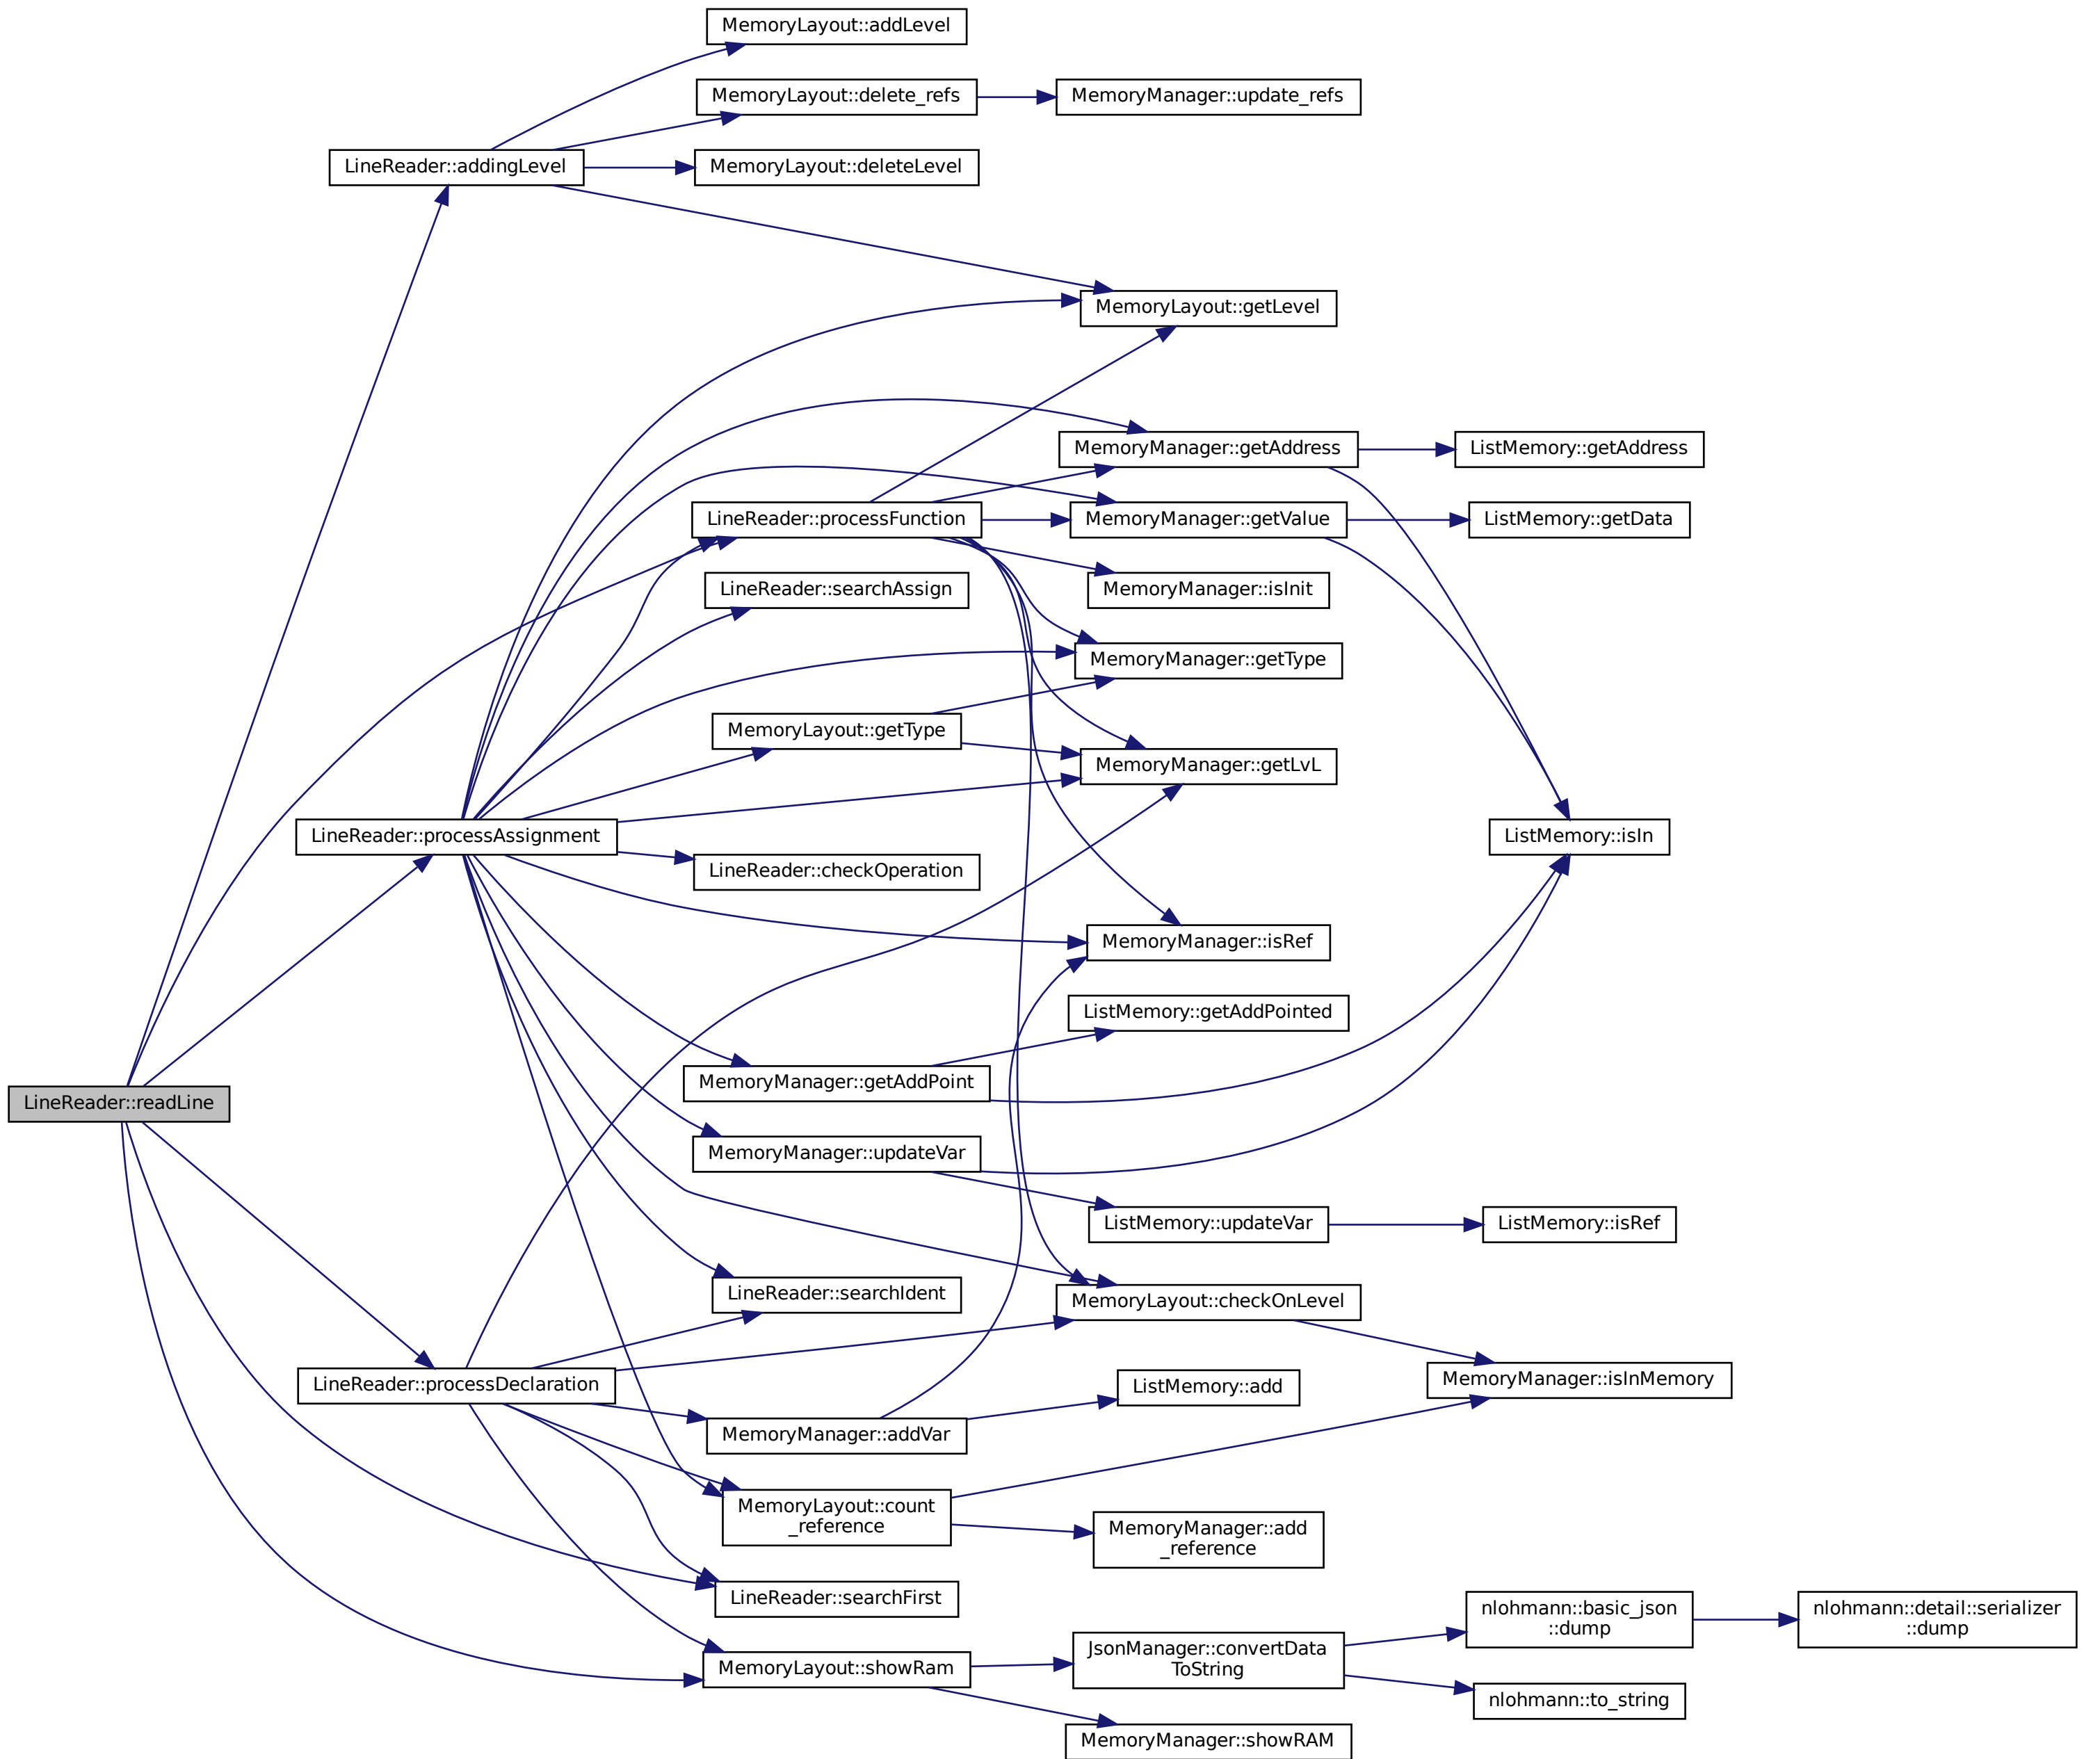 MemoryLayout::addLevel
MemoryLayout::delete_refs
MemoryManager::update_refs
LineReader::addingLevel
MemoryLayout::deleteLevel
MemoryLayout::getLevel
MemoryManager::getAddress
ListMemory::getAddress
LineReader::processFunction
MemoryManager::getValue
ListMemory::getData
LineReader::searchAssign
MemoryManager::isInit
MemoryManager::getType
MemoryLayout::getType
MemoryManager::getLvL
LineReader::processAssignment
ListMemory::isIn
LineReader::checkOperation
MemoryManager::isRef
ListMemory::getAddPointed
MemoryManager::getAddPoint
LineReader::readLine
MemoryManager::updateVar
ListMemory::updateVar
ListMemory::isRef
LineReader::searchIdent
MemoryLayout::checkOnLevel
LineReader::processDeclaration
ListMemory::add
MemoryManager::isInMemory
MemoryManager::addVar
MemoryLayout::count
_reference
MemoryManager::add
_reference
LineReader::searchFirst
nlohmann::basic_json
::dump
nlohmann::detail::serializer
::dump
MemoryLayout::showRam
JsonManager::convertData
ToString
nlohmann::to_string
MemoryManager::showRAM